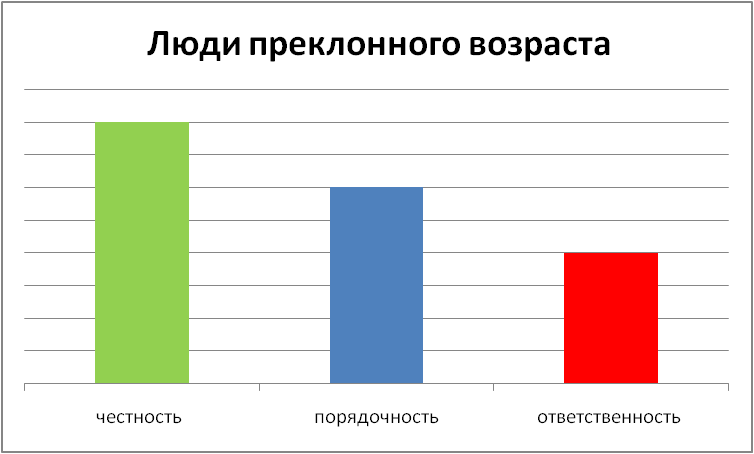 Люди преклонного возраста
честность порядочность ответственность